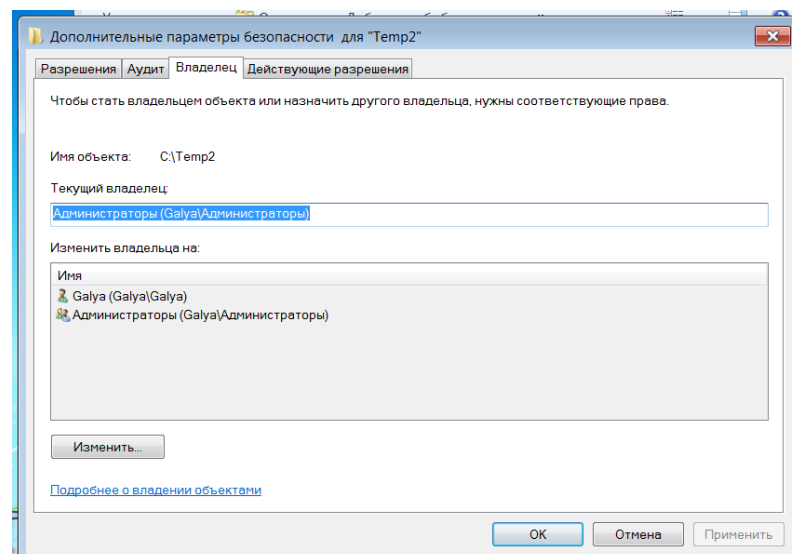 Дополнительные параметры безопасности для "Temp2"
Разрешения Аудит Владелец Действующие разрешения
Чтобы стать владельцем объекта или назначить другого владельца, нужны соответствующие права.
Имя объекта: C:\Temp2
Текущий владелец:
Администраторы (Galya\Администраторы)
Изменить владельца на:
Имя
Galya (Galya\Galya)
Администраторы (Galya\Администраторы)
Изменить...
Подробнее о владении объектами
ОК Отмена Применить